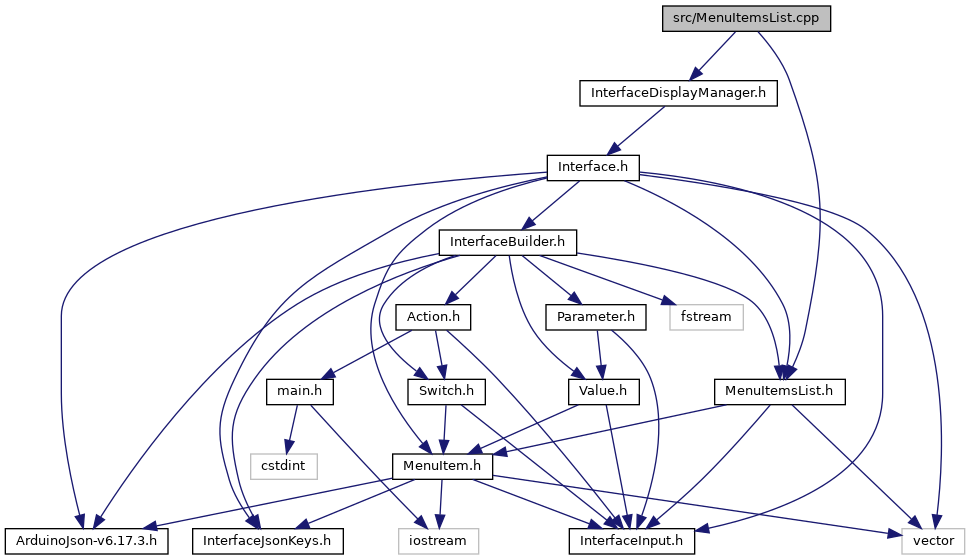 src/MenuItemsList.cpp
InterfaceDisplayManager.h
Interface.h
InterfaceBuilder.h
Action.h
Parameter.h
fstream
main.h
Switch.h
Value.h
MenuItemsList.h
cstdint
MenuItem.h
ArduinoJson-v6.17.3.h
InterfaceJsonKeys.h
iostream
InterfaceInput.h
vector